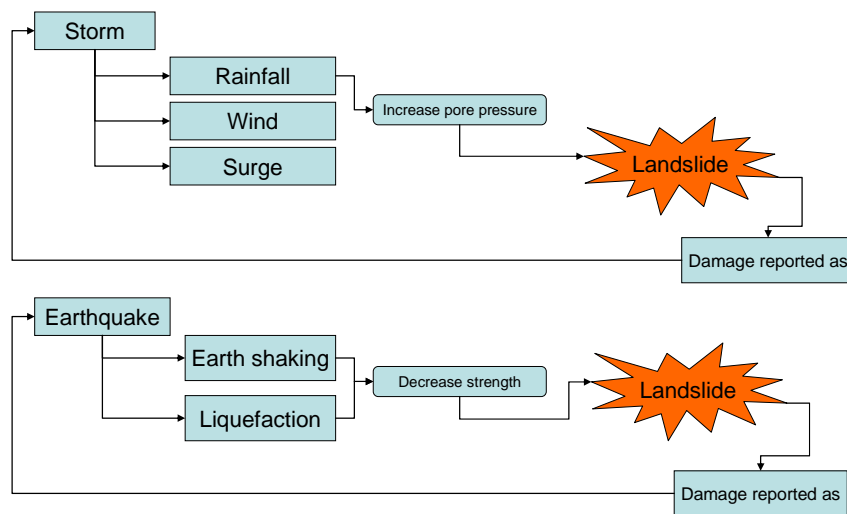 Storm
Rainfall
Increase pore pressure
Wind
Surge
Landslide
Damage reported as
Earthquake
Earth shaking
Decrease strength
Liquefaction
Landslide
Damage reported as